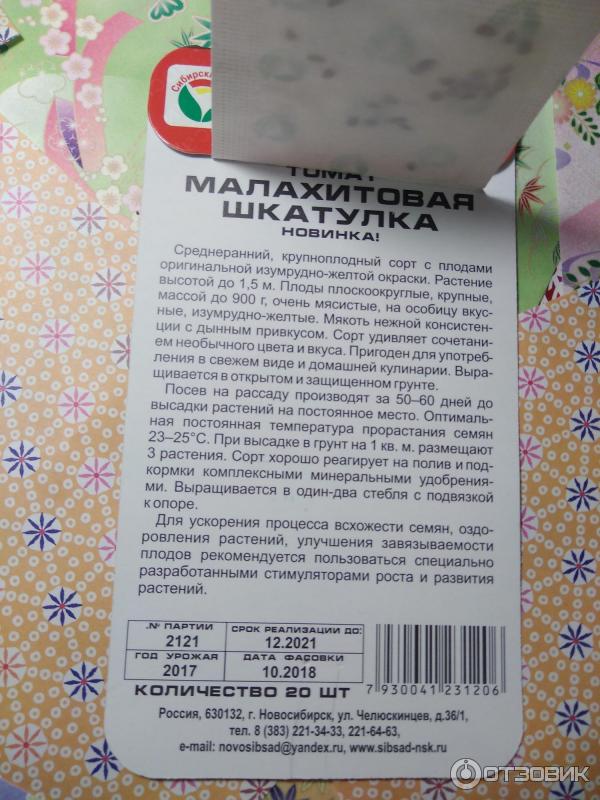 Сибирск
ТОМАТ
МАЛАХИТОВАЯ
ШКАТУЛКА
НОВИНКА!
Среднеранний, крупноплодный сорт с плодами
оригинальной изумрудно-желтой окраски. Растение
высотой до 1,5 м. Плоды плоскоокруглые, крупные,
массой до 900 г, очень мясистые, на особицу вкус-
ные, изумрудно-желтые. Мякоть нежной консистен-
ции с дынным привкусом. Сорт удивляет сочетани-
ем необычного цвета и вкуса. Пригоден для употреб-
ления в свежем виде и домашней кулинарии. Выра-
щивается в открытом и защищенном грунте.
Посев на рассаду производят за 50–60 дней до
высадки растений на постоянное место. Оптималь-
ная постоянная температура прорастания семян
23–25°С. При высадке в грунт на 1 кв. м. размещают
3 растения. Сорт хорошо реагирует на полив и под-
кормки комплексными минеральными удобрения-
ми. Выращивается в один-два стебля с подвязкой
к опоре.
Для ускорения процесса всхожести семян, оздо-
ровления растений, улучшения завязываемости
плодов рекомендуется пользоваться специально
разработанными стимуляторами роста и развития
растений.
.№ ПАРТИИ СРОК РЕАЛИЗАЦИИ ДО:
2121 12.2021
ГОД УРОЖАЯ ДАТА ФАСОВКИ
2017 10.2018
КОЛИЧЕСТВО 20 ШТ
7 930041 231206
Россия, 630132, г. Новосибирск, ул. Челюскинцев, д.36/1,
тел. 8 (383) 221-34-33, 221-64-63,
e-mail: novosibsad@yandex.ru, www.sibsad-nsk.ru
ОТЗОВИК